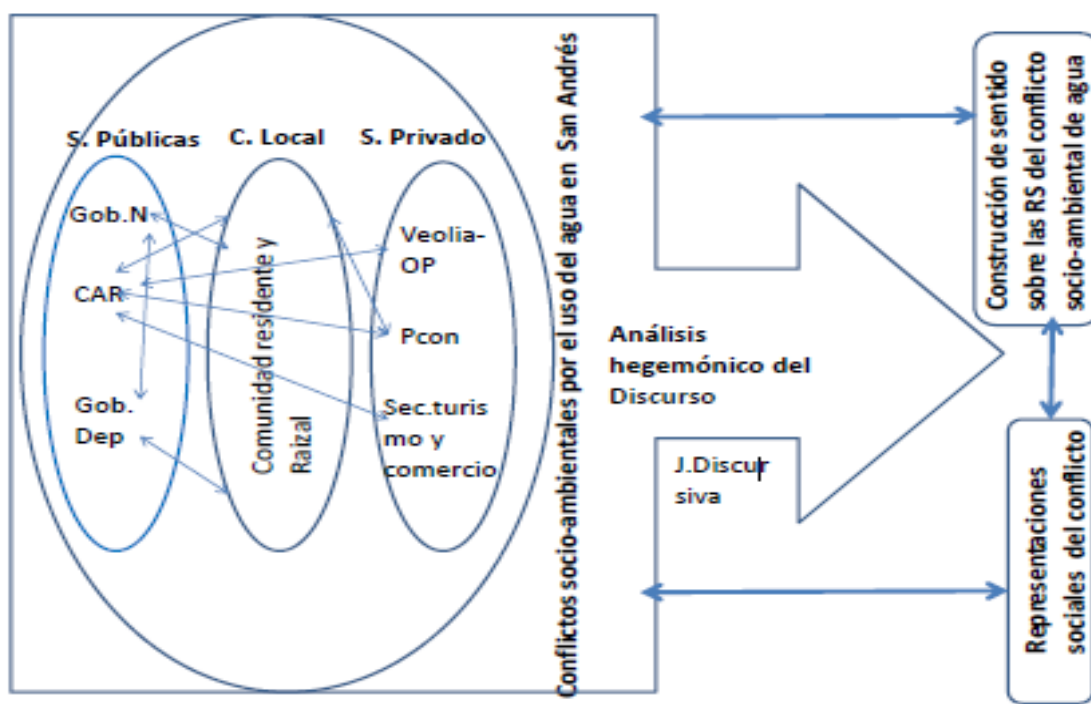 S. Públicas
C. Local
S. Privado
Gob.N
CAR
Gob.
Dep
Comunidad residente y
Raizal
Veolia-
OP
Pcon
Sec.turis
mo y
comercio
Conflictos socio-ambientales por el uso del agua en San Andrés
Análisis
hegemónico del
Discurso
J.Discur
siva
Construcción de sentido
sobre las RS del conflicto
socio-ambiental de agua
Representaciones
sociales del conflicto